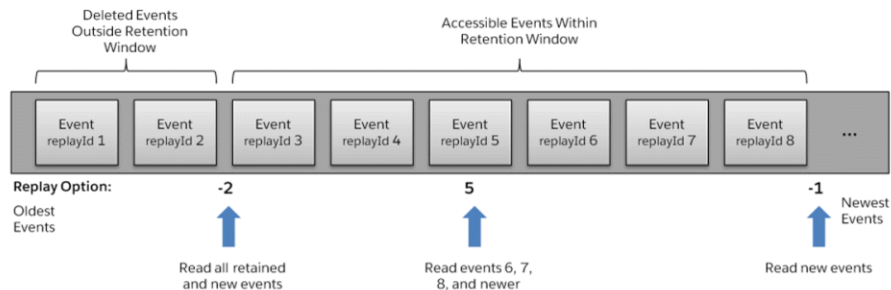 Deleted Events
Outside Retention
Window
Accessible Events Within
Retention Window
Event
replayId 1
Event
replayId 2
Event
replayId 3
Event
replayId 4
Event
replayId 5
Event
replayId 6
Event
replayId 7
Event
replayId 8
...
Replay Option:
-2
5
-1
Oldest
Events
Newest
Events
Read all retained
and new events
Read events 6, 7,
8, and newer
Read new events